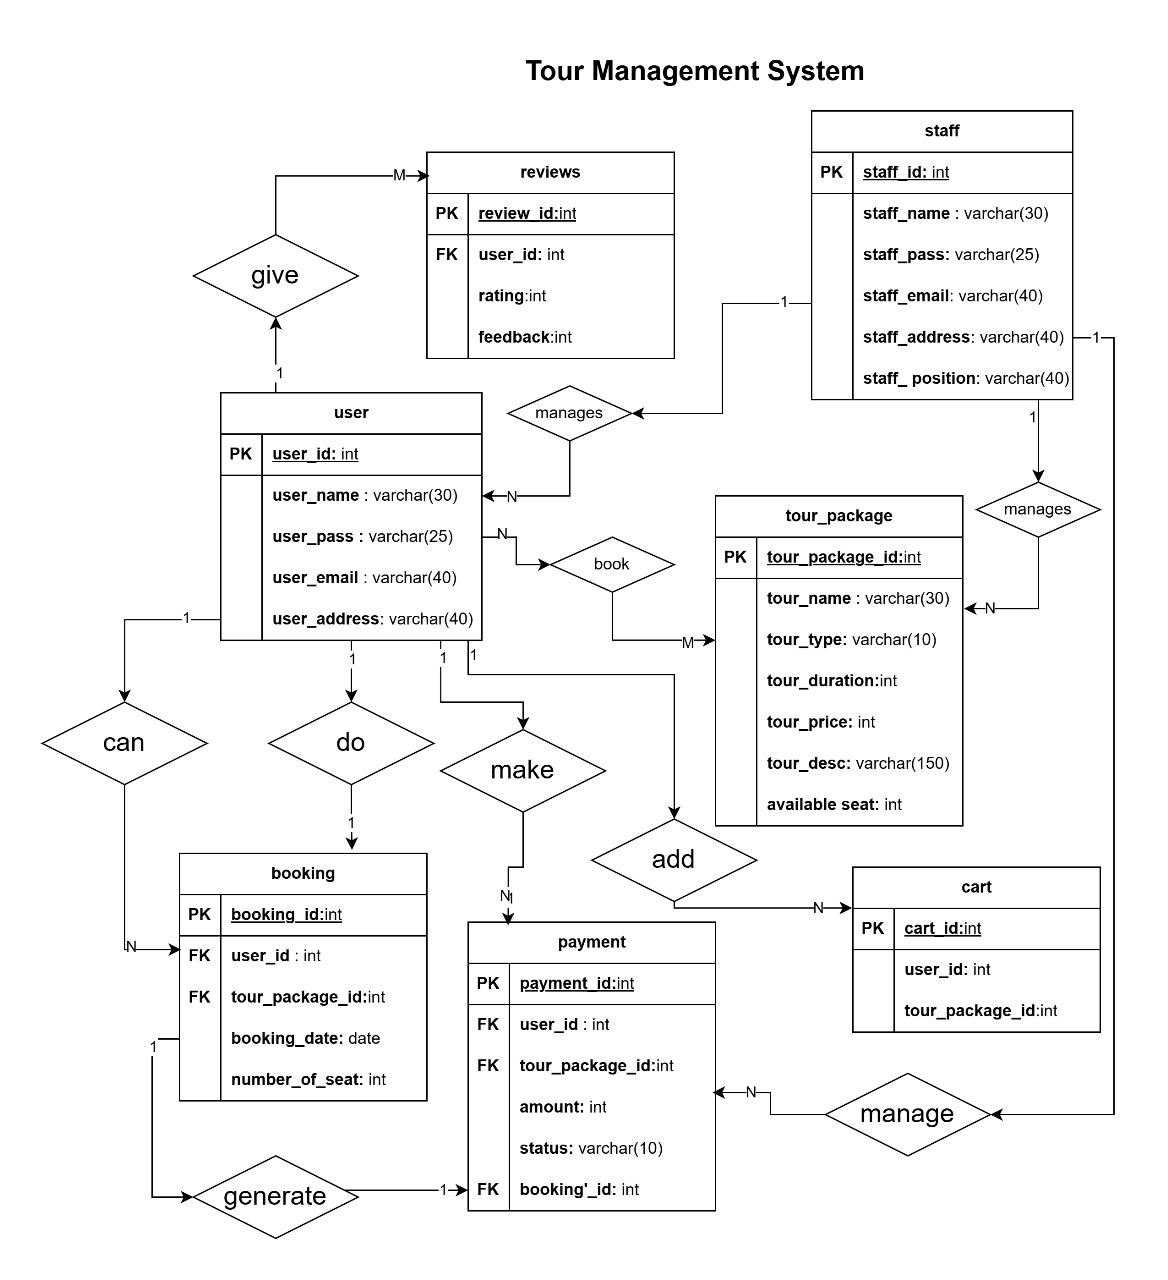 Tour Management System
staff
PK staff_id: int
staff_name : varchar(30)
staff_pass: varchar(25)
staff_email: varchar(40)
staff_address: varchar(40)
staff_ position: varchar(40)
reviews
PK review_id:int
FK user_id: int
rating:int
feedback:int
M
give
1
1
1
manages
1
N
user
PK user_id: int
user_name : varchar(30)
user_pass : varchar(25)
user_email : varchar(40)
user_address: varchar(40)
manages
N
N
book
M
tour_package
PK tour_package_id:int
tour_name : varchar(30)
tour_type: varchar(10)
tour_duration:int
tour_price: int
tour_desc: varchar(150)
available seat: int
1
1
1
1
can
do
make
add
1
N
N
N
booking
PK booking_id:int
FK user_id : int
FK tour_package_id:int
booking_date: date
number_of_seat: int
cart
PK cart_id:int
user_id: int
tour_package_id:int
payment
PK payment_id:int
FK user_id : int
FK tour_package_id:int
amount: int
status: varchar(10)
FK booking'_id: int
1
N
manage
generate
1